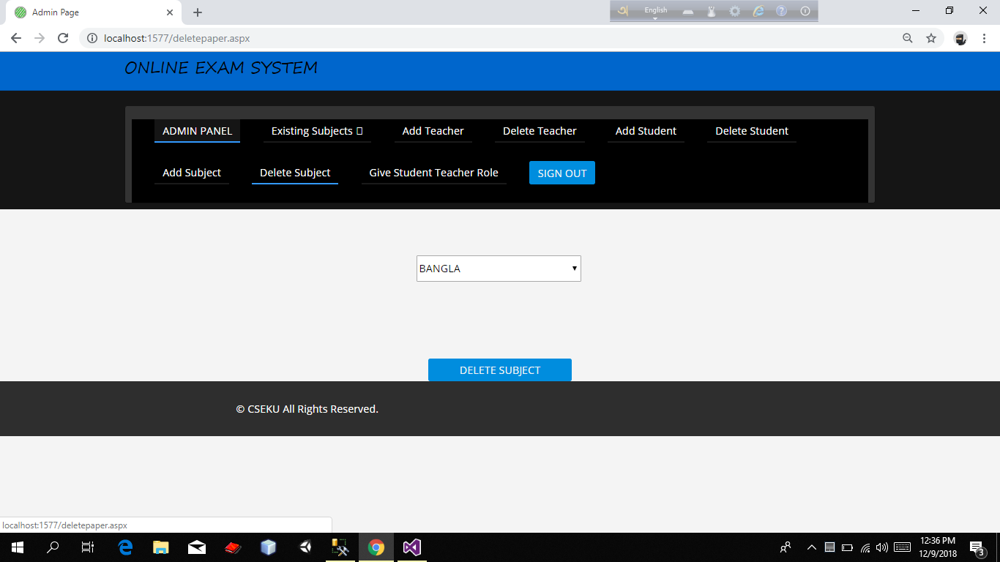 Admin Page
English
localhost:1577/deletepaper.aspx
ONLINE EXAM SYSTEM
ADMIN PANEL Existing Subjects Add Teacher Delete Teacher Add Student Delete Student
Add Subject Delete Subject Give Student Teacher Role SIGN OUT
BANGLA
DELETE SUBJECT
© CSEKU All Rights Reserved.
localhost:1577/deletepaper.aspx
12:36 PM
12/9/2018
3